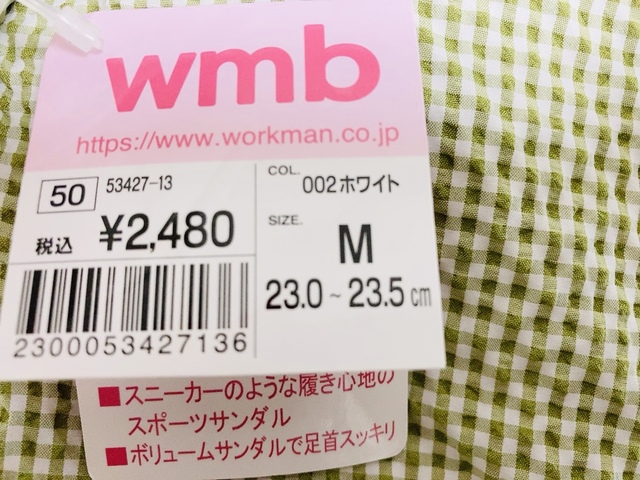 wmb
https://www.workman.co.jp
50 53427-13
税込 ¥2,480
2300053427136
COL. 002ホワイト
SIZE. M
23.0 ~ 23.5 cm
■スニーカーのような履き心地の
スポーツサンダル
■ボリュームサンダルで足首スッキリ